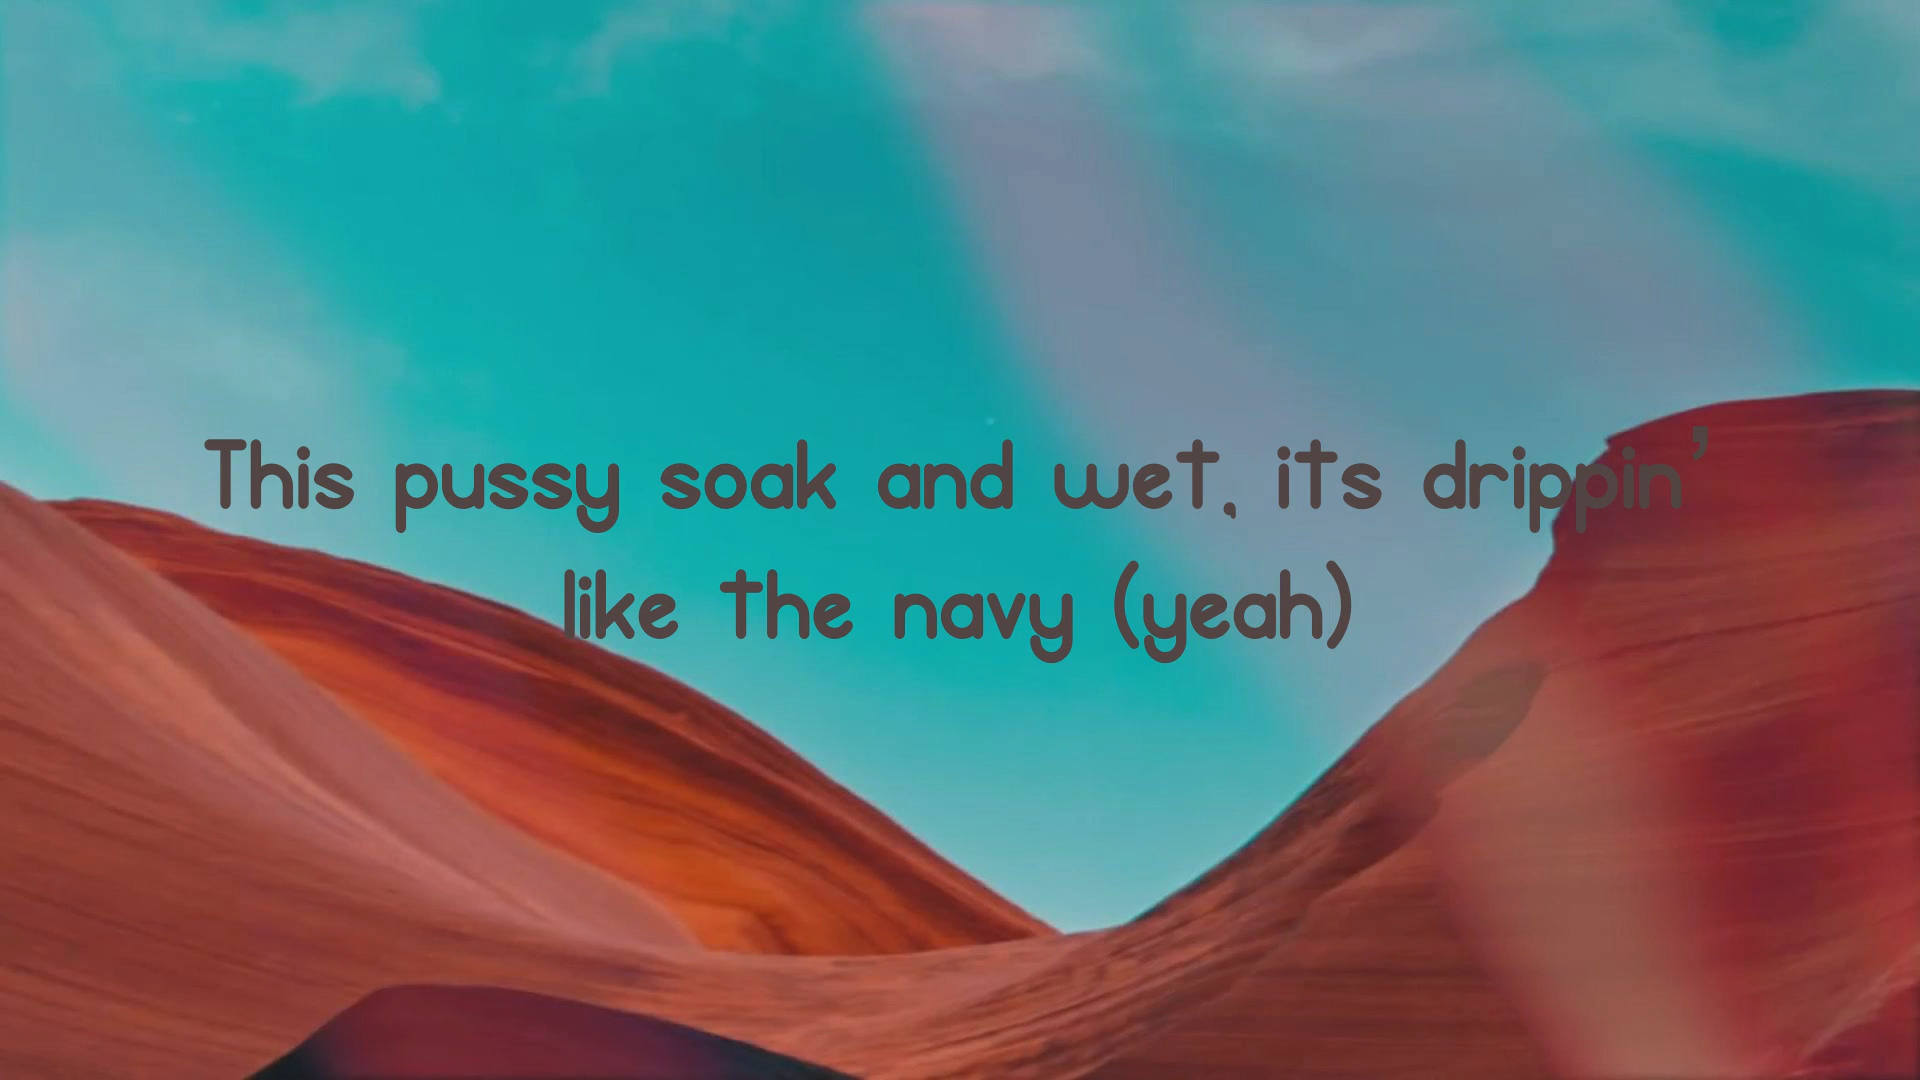 This pussy soak and wet, its drippin'
like the navy (yeah)